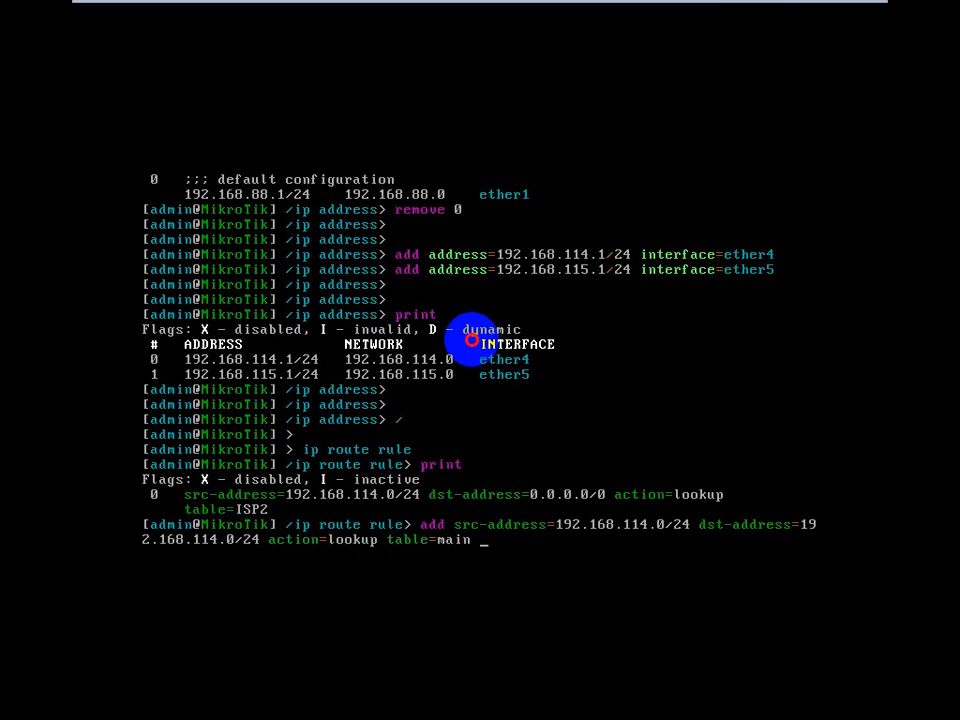 0 ;;; default configuration
192.168.88.1/24 192.168.88.0 ether1
[admin@MikroTik] /ip address> remove 0
[admin@MikroTik] /ip address>
[admin@MikroTik] /ip address>
[admin@MikroTik] /ip address> add address=192.168.114.1/24 interface=ether4
[admin@MikroTik] /ip address> add address=192.168.115.1/24 interface=ether5
[admin@MikroTik] /ip address>
[admin@MikroTik] /ip address>
[admin@MikroTik] /ip address> print
Flags: X - disabled, I - invalid, D - dynamic
# ADDRESS NETWORK INTERFACE
0 192.168.114.1/24 192.168.114.0 ether4
1 192.168.115.1/24 192.168.115.0 ether5
[admin@MikroTik] /ip address>
[admin@MikroTik] /ip address>
[admin@MikroTik] /ip address> /
[admin@MikroTik] >
[admin@MikroTik] > ip route rule
[admin@MikroTik] /ip route rule> print
Flags: X - disabled, I - inactive
0 src-address=192.168.114.0/24 dst-address=0.0.0.0/0 action=lookup
table=ISP2
[admin@MikroTik] /ip route rule> add src-address=192.168.114.0/24 dst-address=19
2.168.114.0/24 action=lookup table=main _